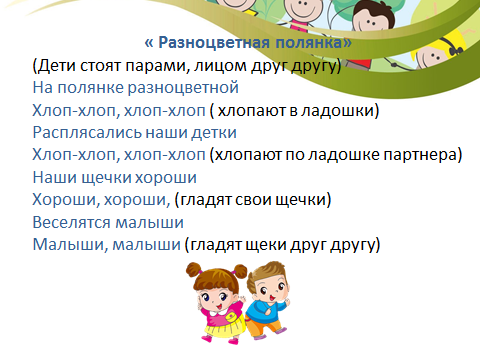 « Разноцветная полянка»
(Дети стоят парами, лицом друг другу)
На полянке разноцветной
Хлоп-хлоп, хлоп-хлоп ( хлопают в ладошки)
Расплясались наши детки
Хлоп-хлоп, хлоп-хлоп (хлопают по ладошке партнера)
Наши щечки хороши
Хороши, хороши, (гладят свои щечки)
Веселятся малыши
Малыши, малыши (гладят щеки друг другу)